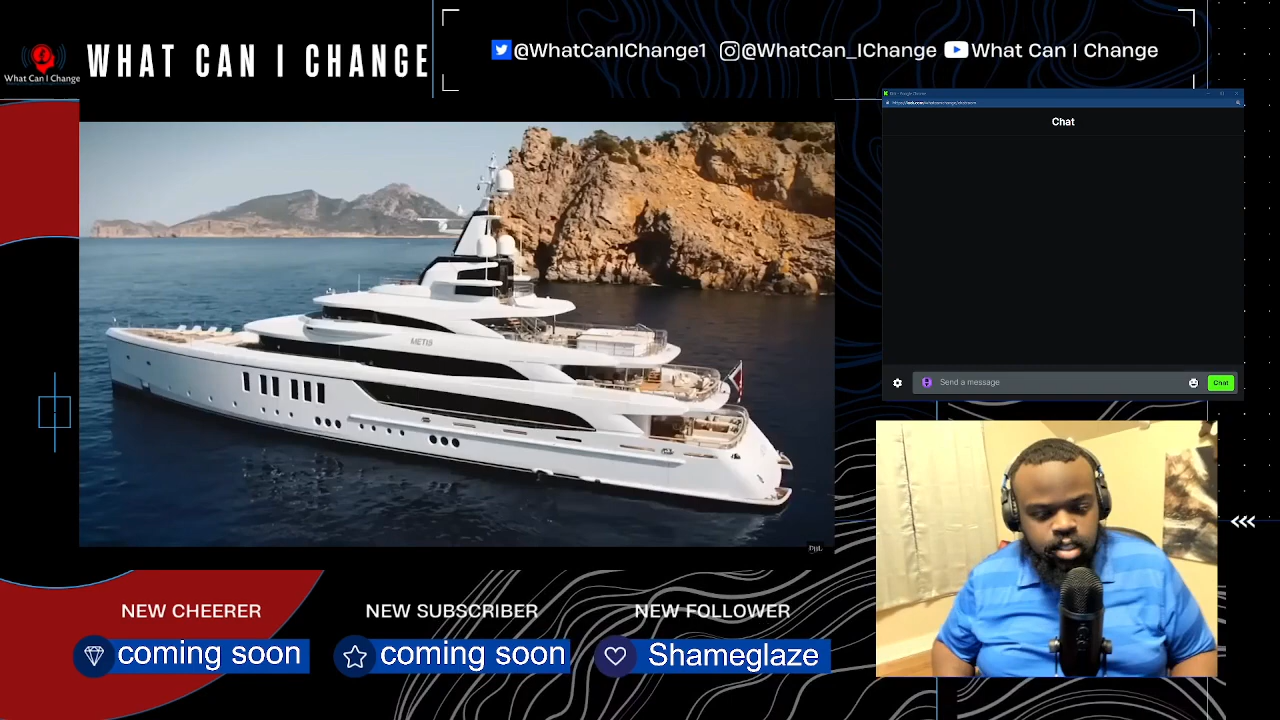 WHAT CAN I CHANGE
What Can I Change
@WhatCanIChange1
@WhatCan_IChange
What Can I Change
Chat
METIS
Send a message
Chat
NEW CHEERER
NEW SUBSCRIBER
NEW FOLLOWER
coming soon
coming soon
Shameglaze